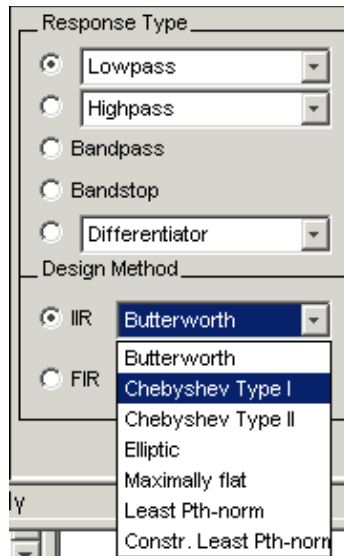 Response Type
Lowpass
Highpass
Bandpass
Bandstop
Differentiator
Design Method
IIR Butterworth
Butterworth
FIR Chebyshev Type I
Chebyshev Type II
Elliptic
Maximally flat
Least Pth-norm
Constr. Least Pth-norm